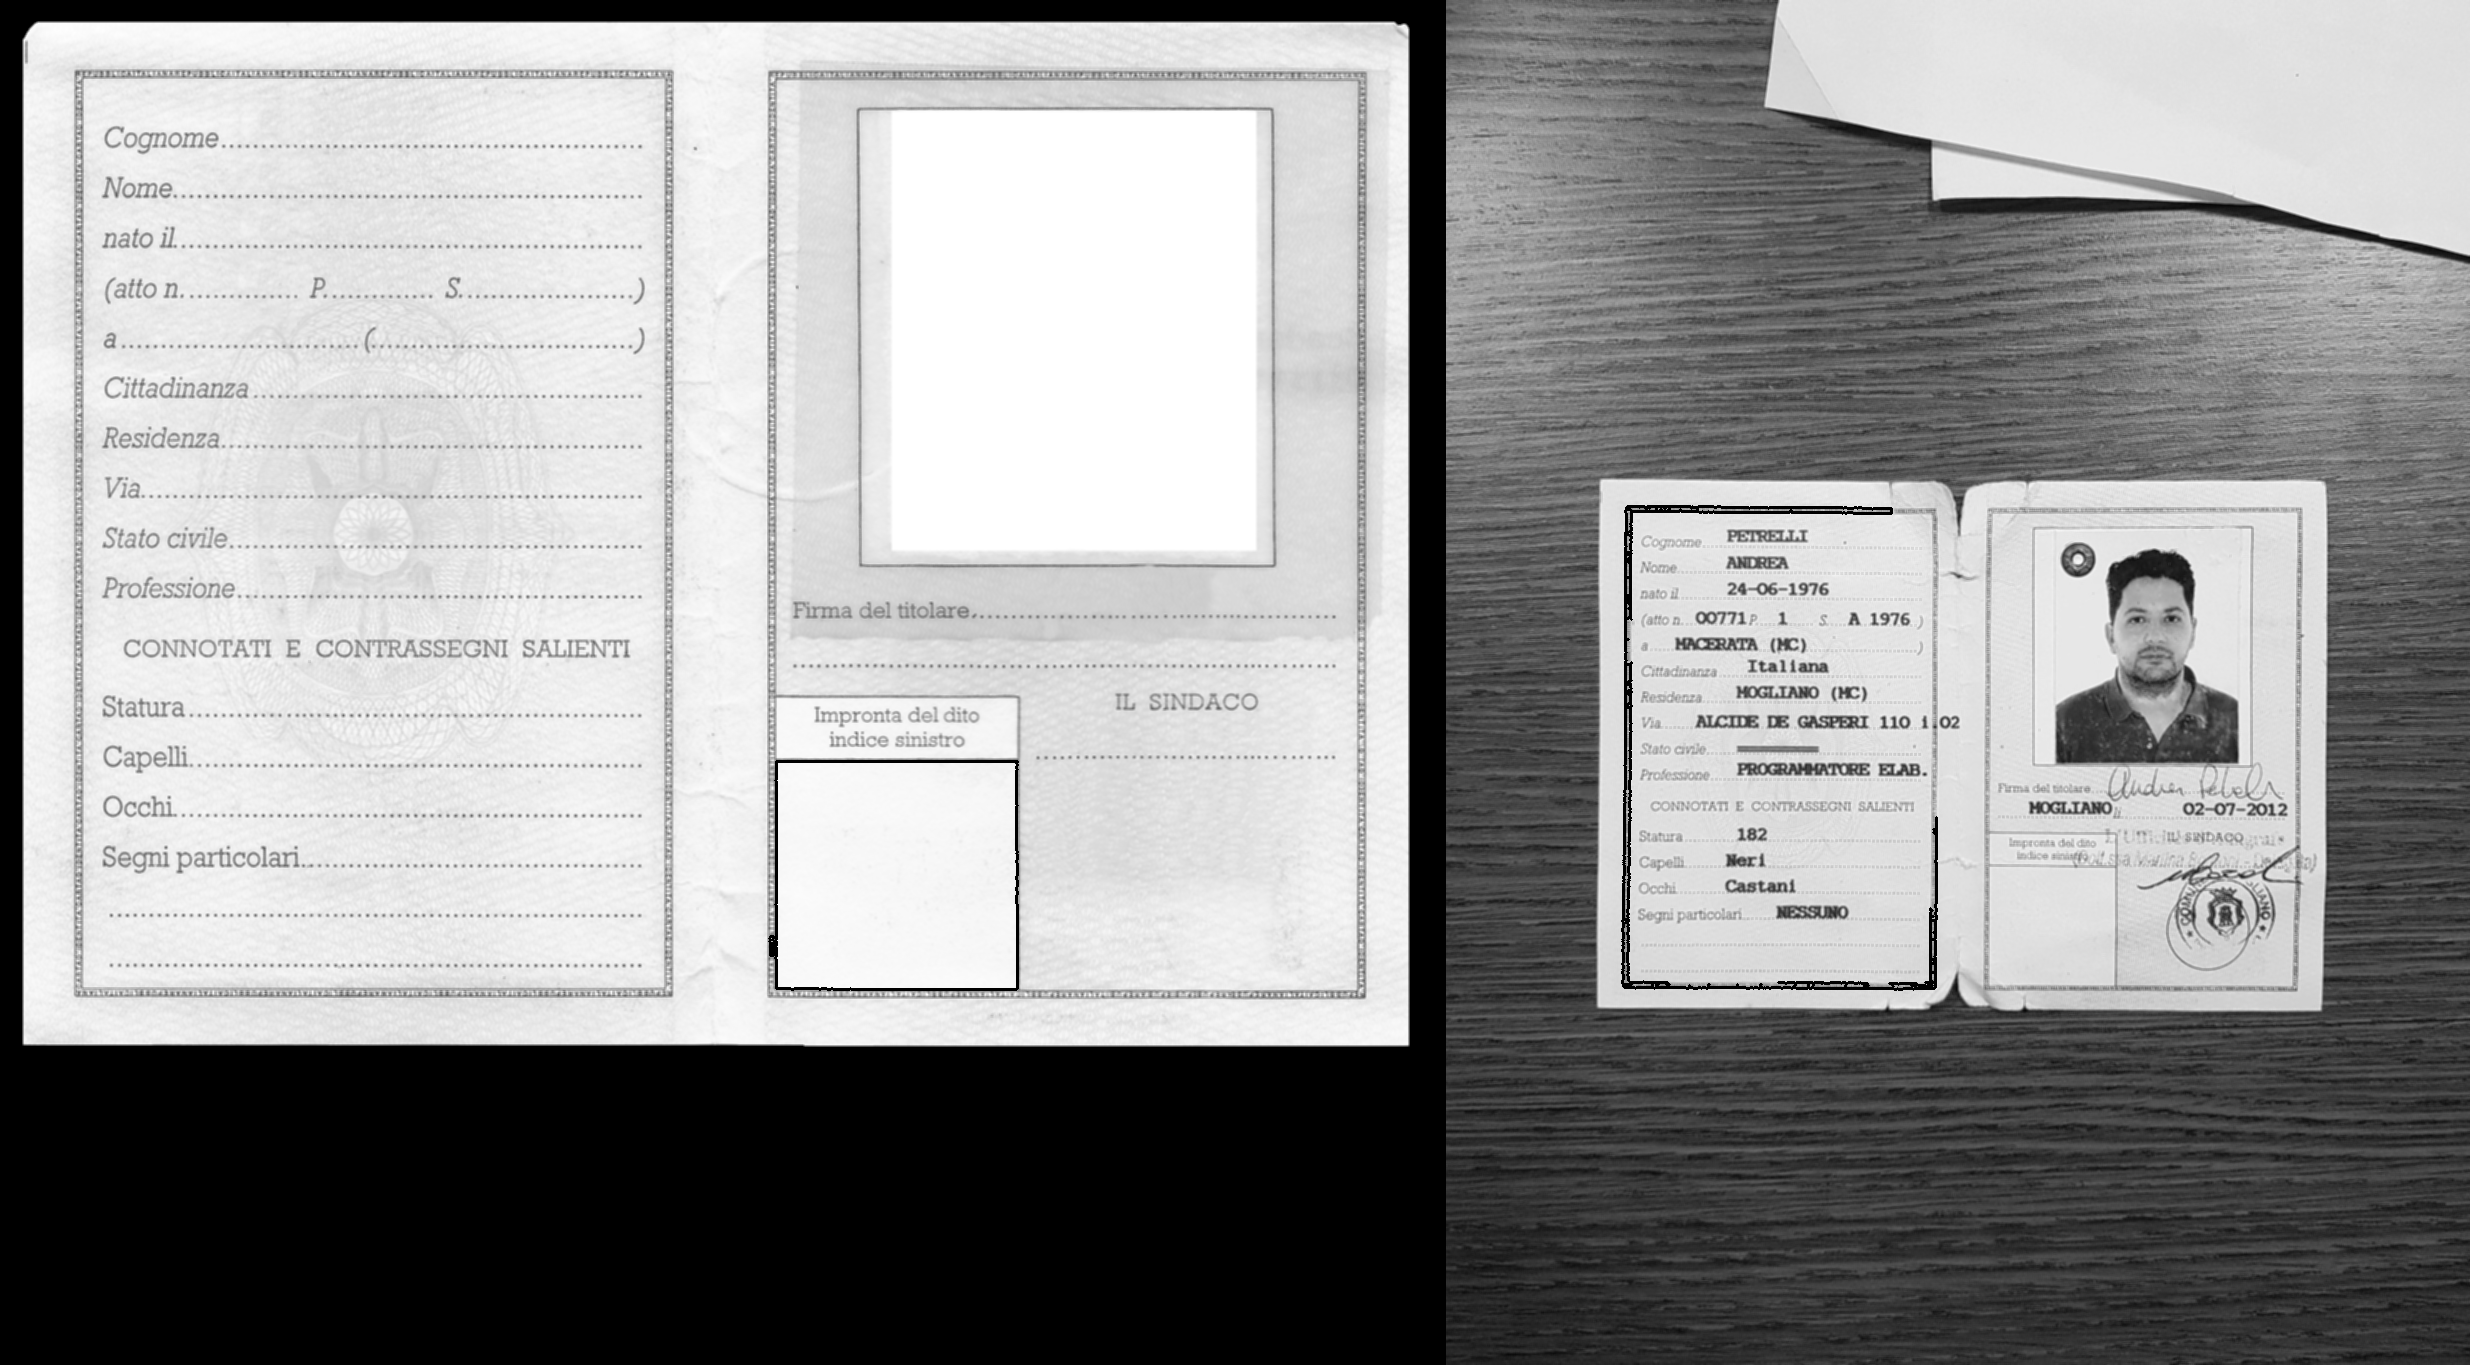 Cognome
Nome
nato il
(atto n. P. S. )
a ( )
Cittadinanza
Residenza
Via
Stato civile
Professione
CONNOTATI E CONTRASSEGNI SALIENTI
Statura
Capelli
Occhi
Segni particolari
Firma del titolare
Impronta del dito
indice sinistro
IL SINDACO
Cognome PETRELLI
Nome ANDREA
nato il 24-06-1976
(atto n. 00771 P. 1 S. A 1976 )
a MACERATA (MC) )
Cittadinanza Italiana
Residenza MOGLIANO (MC)
Via ALCIDE DE GASPERI 110 i.02
Stato civile
Professione PROGRAMMATORE ELAB.
CONNOTATI E CONTRASSEGNI SALIENTI
Statura 182
Capelli Neri
Occhi Castani
Segni particolari NESSUNO
Firma del titolare
MOGLIANO li 02-07-2012
IL SINDACO
Impronta del dito
indice sinistro